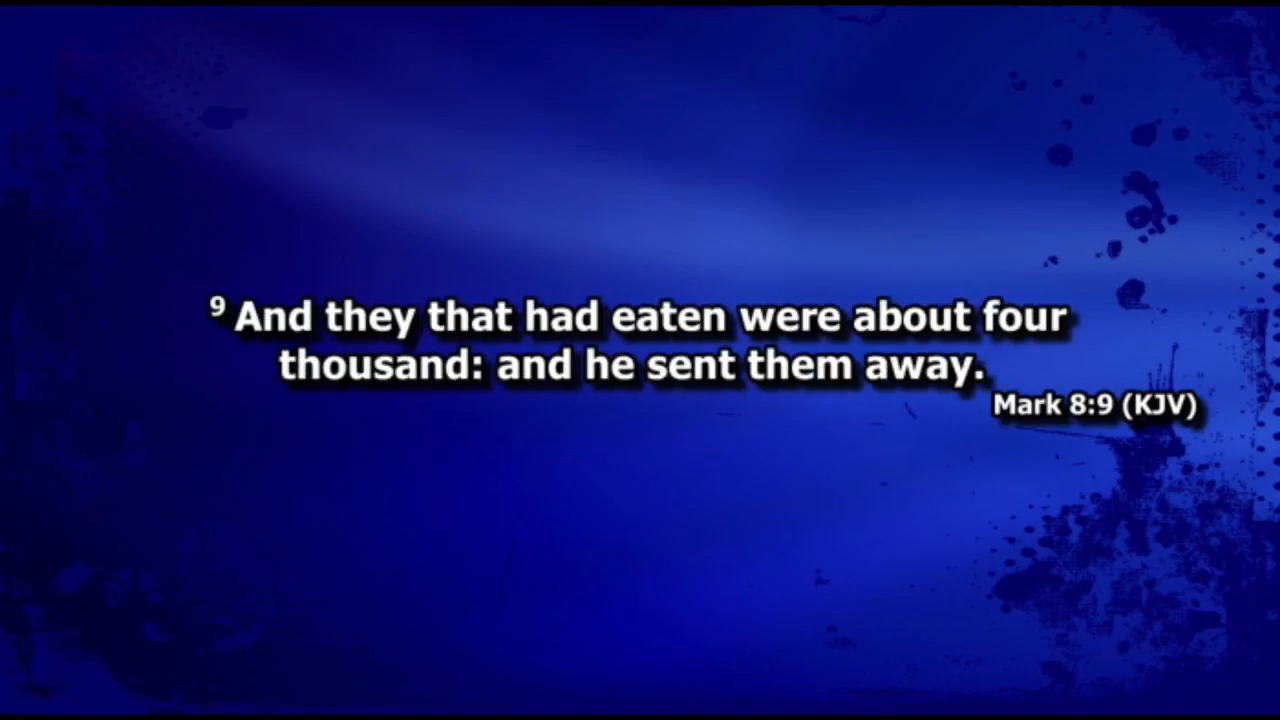 ⁹ And they that had eaten were about four
thousand: and he sent them away.
Mark 8:9 (KJV)